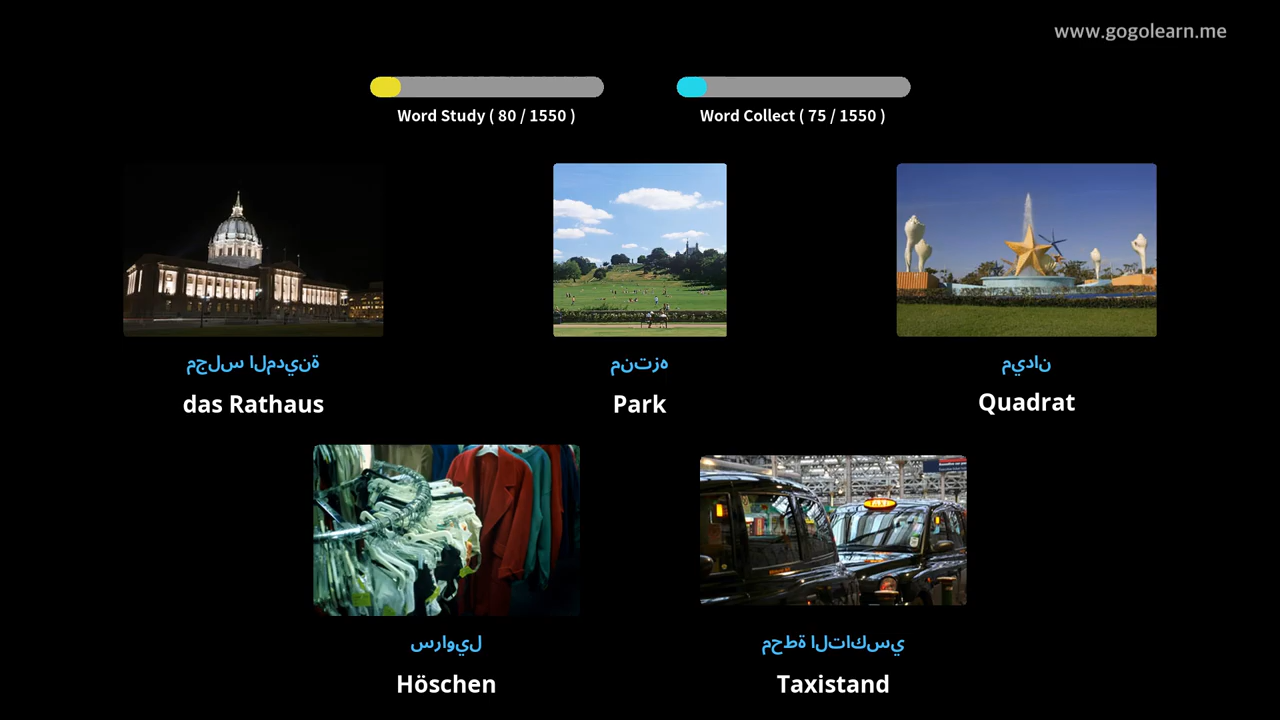 www.gogolearn.me
Word Study ( 80 / 1550 )
Word Collect ( 75 / 1550 )
مجلس المدينة
das Rathaus
منتزه
Park
ميدان
Quadrat
سراويل
Höschen
TAXI
محطة التاكسي
Taxistand